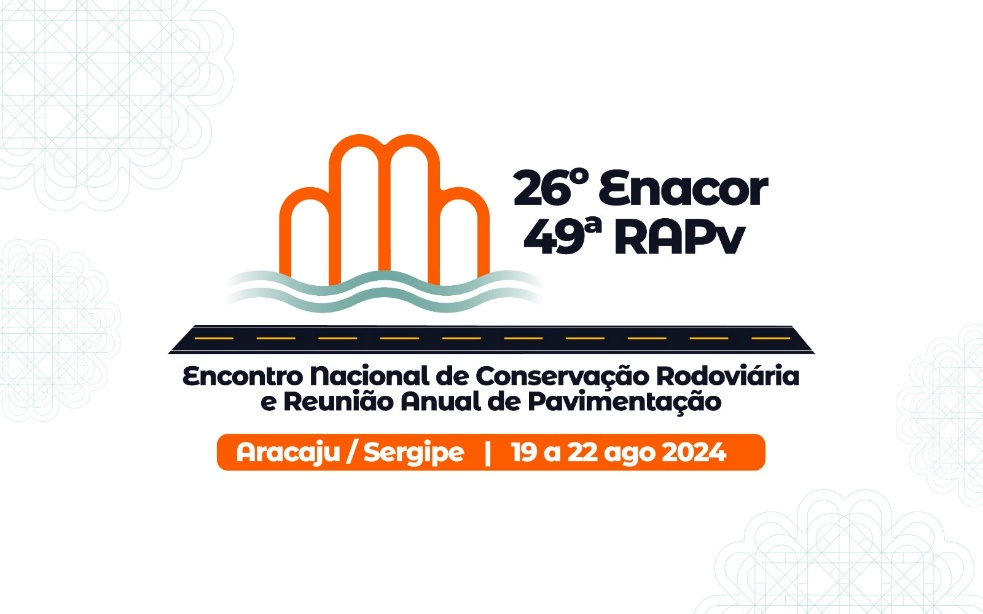 26º Enacor
49ª RAPv
Encontro Nacional de Conservação Rodoviária
e Reunião Anual de Pavimentação
Aracaju / Sergipe | 19 a 22 ago 2024